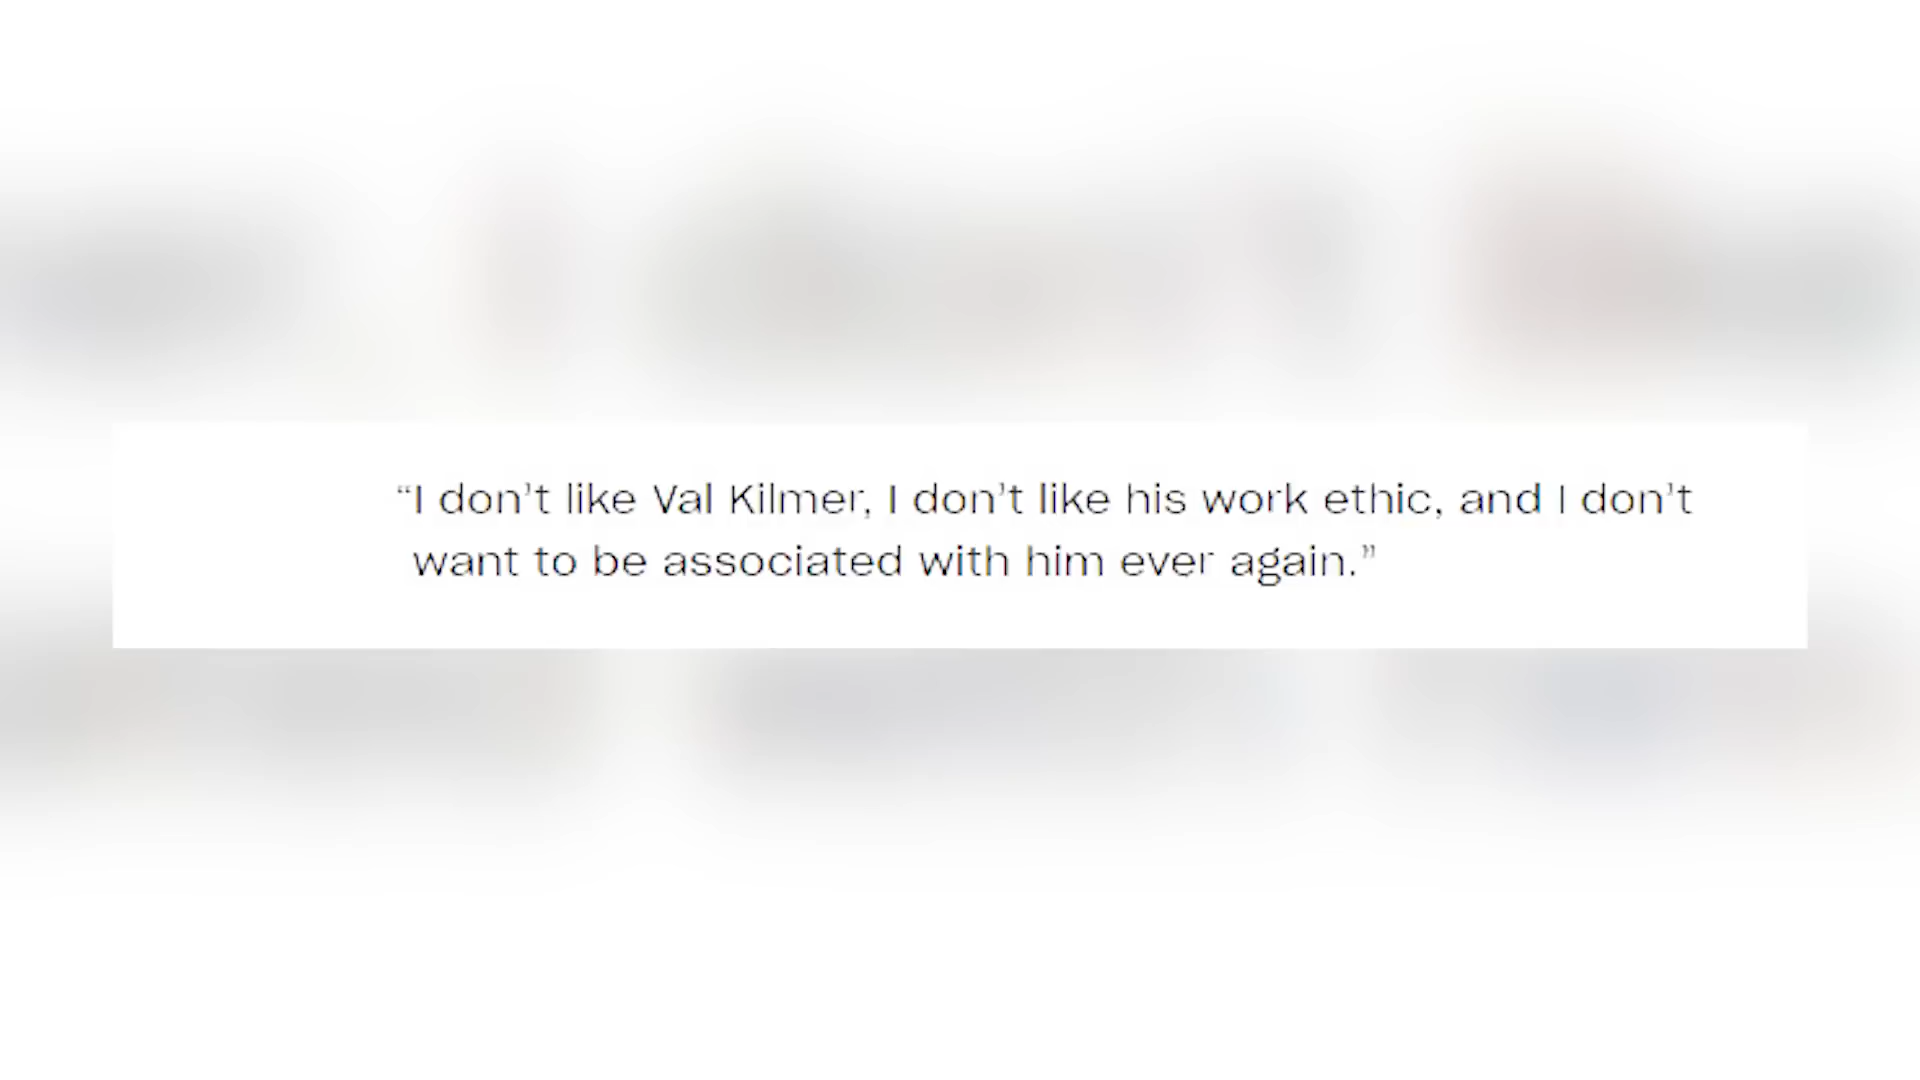 “I don’t like Val Kilmer, I don’t like his work ethic, and I don’t
want to be associated with him ever again.”